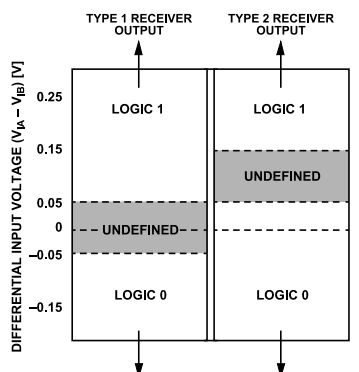 TYPE 1 RECEIVER
OUTPUT
TYPE 2 RECEIVER
OUTPUT
DIFFERENTIAL INPUT VOLTAGE (VIA – VIB) [V]
0.25
0.15
0.05
0
–0.05
–0.15
LOGIC 1
UNDEFINED
LOGIC 0
LOGIC 1
UNDEFINED
LOGIC 0